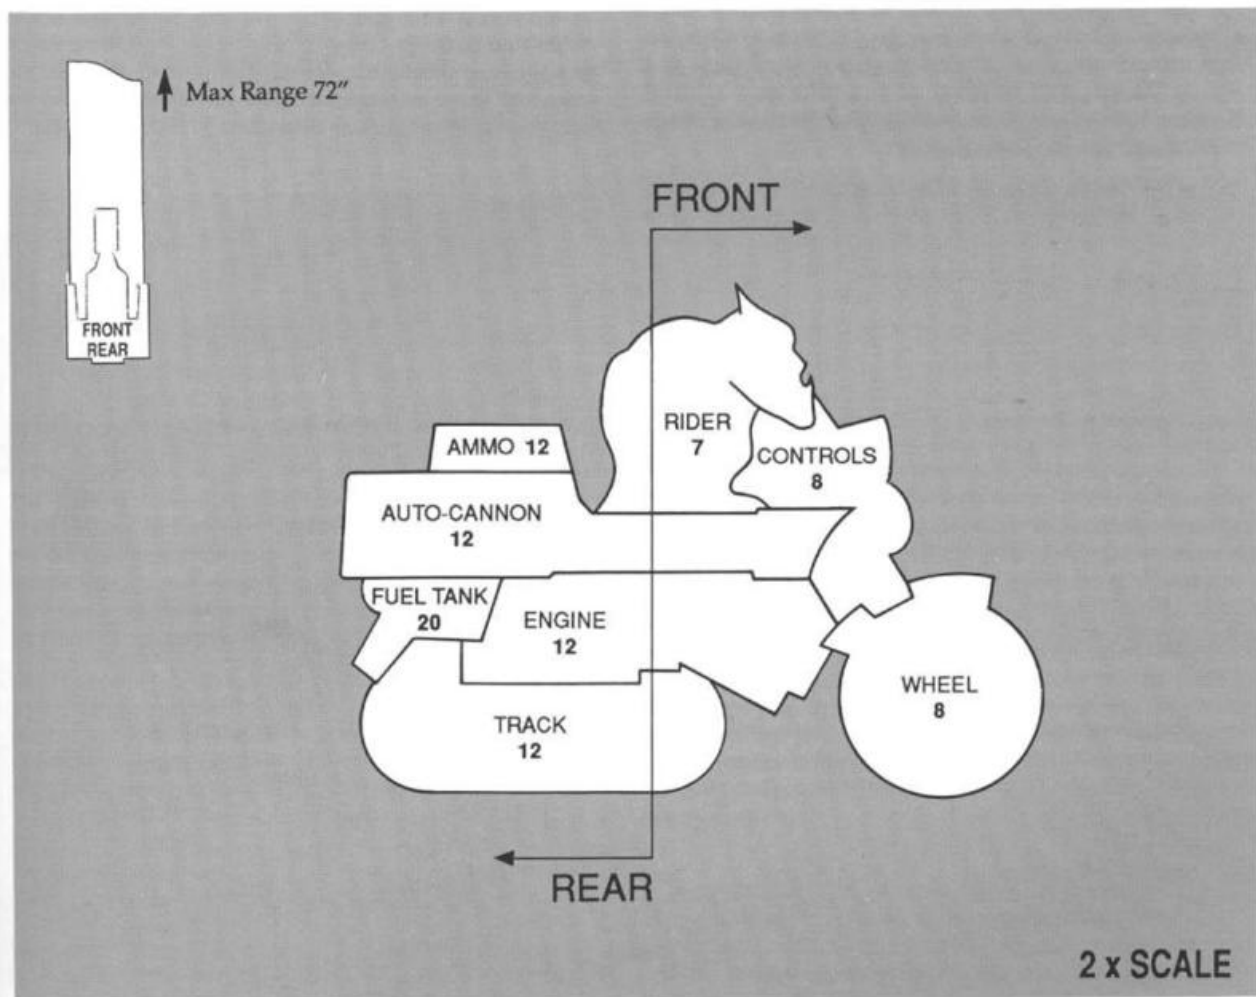 Max Range 72"
FRONT
REAR
FRONT
RIDER
7
AMMO 12
CONTROLS
8
AUTO-CANNON
12
FUEL TANK
20
ENGINE
12
WHEEL
8
TRACK
12
REAR
2 x SCALE